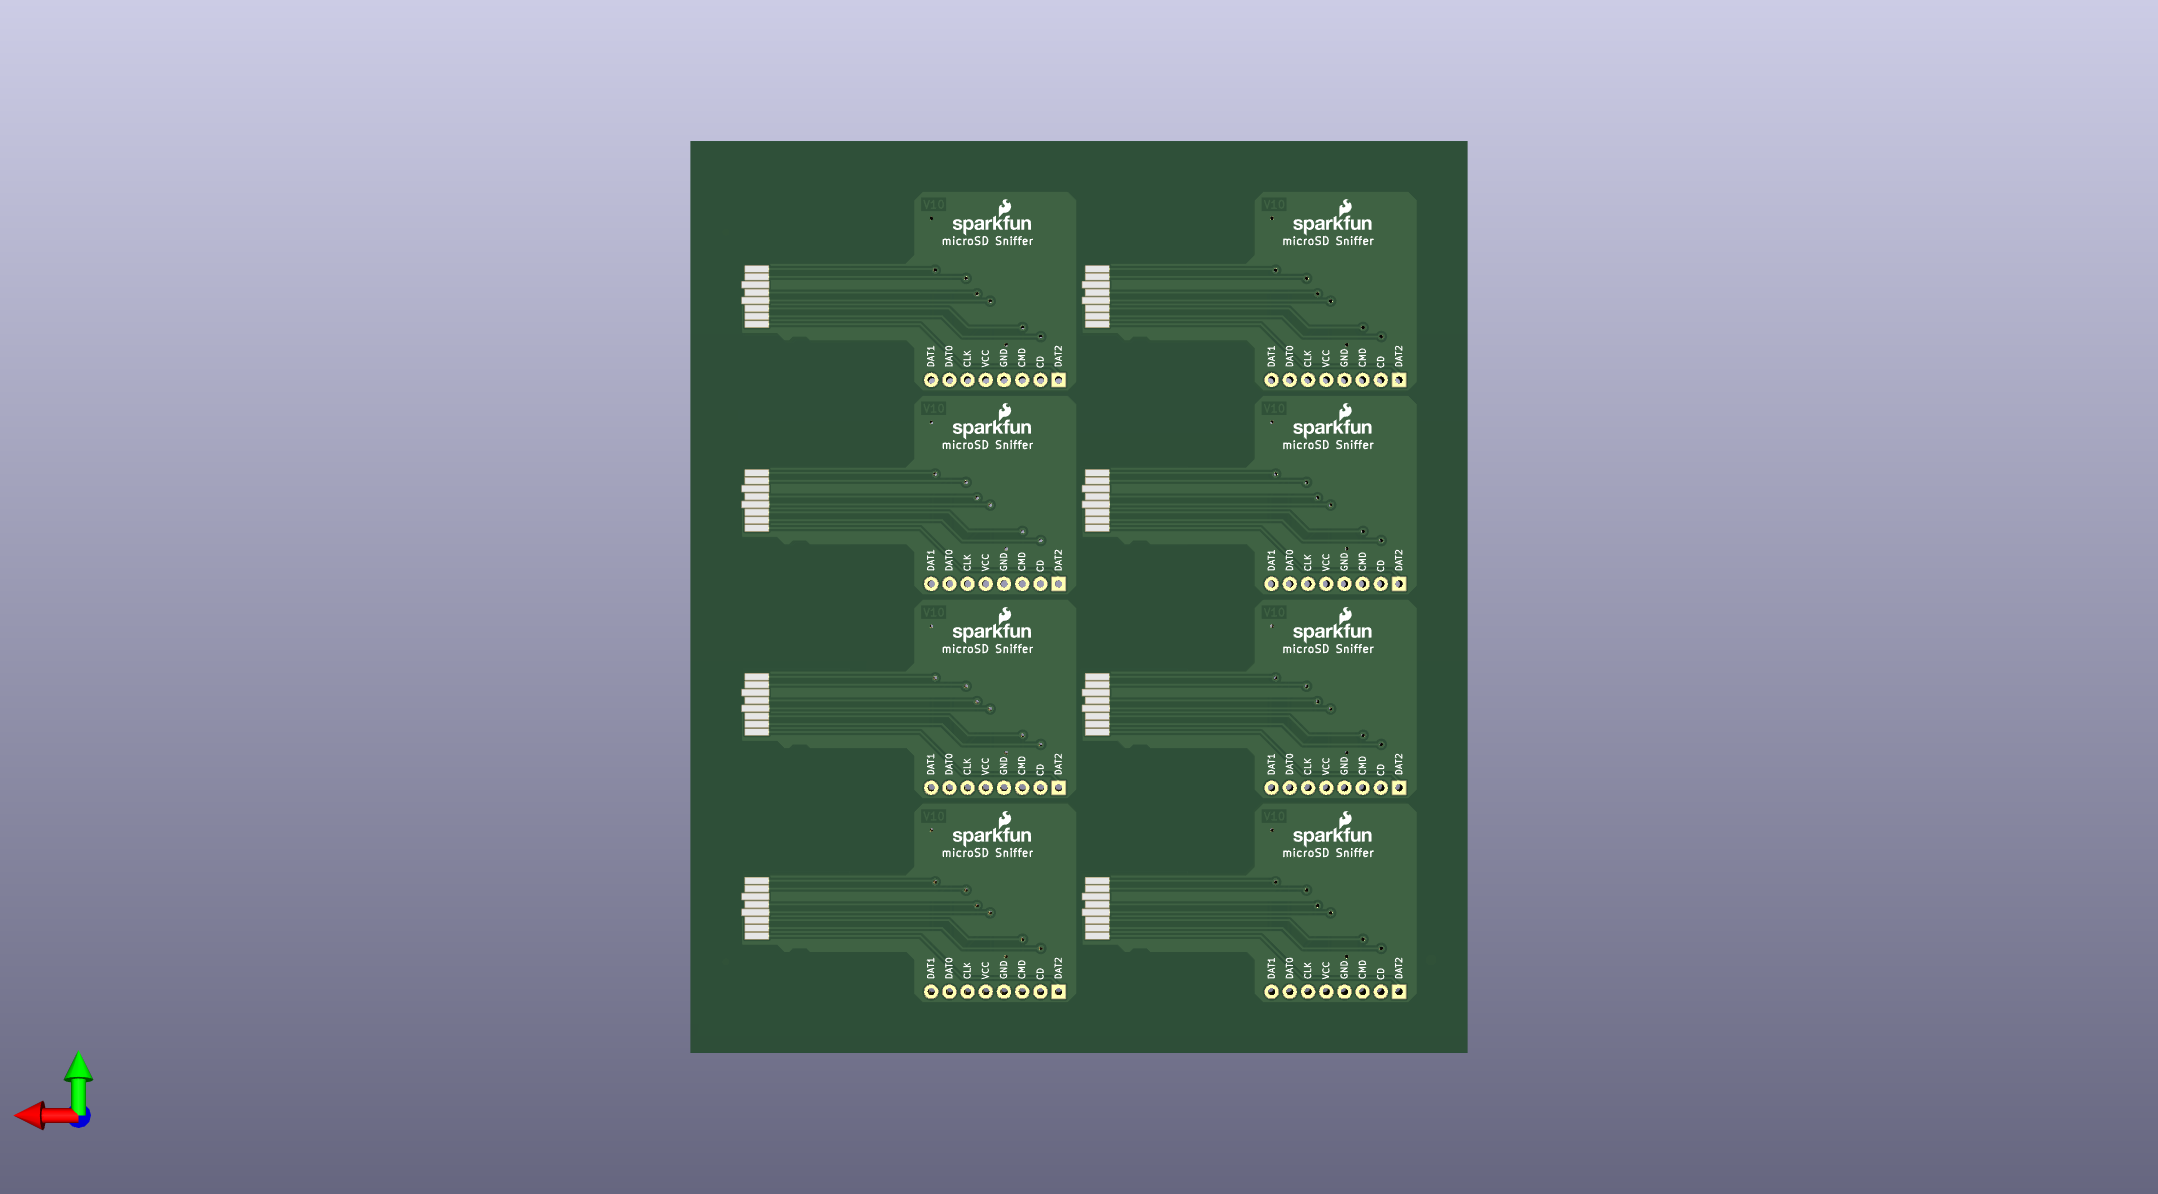 V10 V10
sparkfun sparkfun
microSD Sniffer microSD Sniffer
DAT1 DAT0 CLK VCC GND CMD CD DAT2 DAT1 DAT0 CLK VCC GND CMD CD DAT2
V10 V10
sparkfun sparkfun
microSD Sniffer microSD Sniffer
DAT1 DAT0 CLK VCC GND CMD CD DAT2 DAT1 DAT0 CLK VCC GND CMD CD DAT2
V10 V10
sparkfun sparkfun
microSD Sniffer microSD Sniffer
DAT1 DAT0 CLK VCC GND CMD CD DAT2 DAT1 DAT0 CLK VCC GND CMD CD DAT2
V10 V10
sparkfun sparkfun
microSD Sniffer microSD Sniffer
DAT1 DAT0 CLK VCC GND CMD CD DAT2 DAT1 DAT0 CLK VCC GND CMD CD DAT2